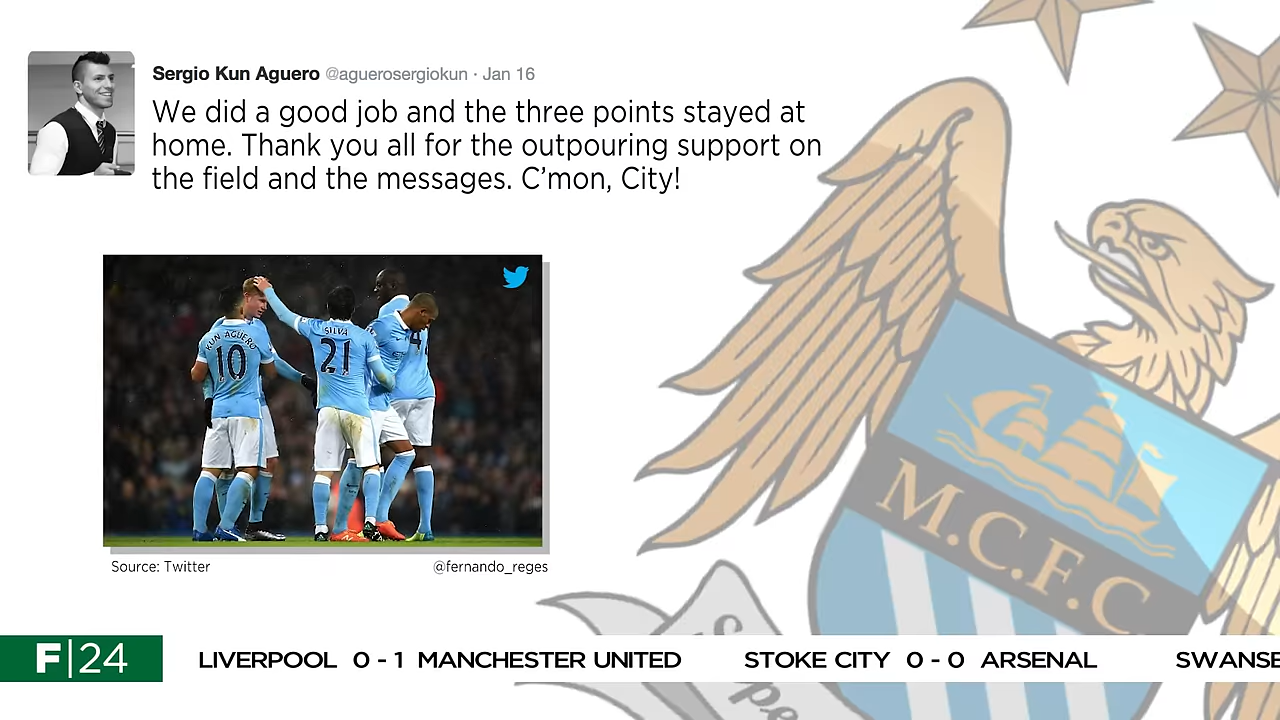 Sergio Kun Aguero @aguerosergiokun · Jan 16
We did a good job and the three points stayed at
home. Thank you all for the outpouring support on
the field and the messages. C’mon, City!
KUN AGUERO
10
SILVA
21
4
M.C.F.C.
Source: Twitter @fernando_reges
F|24 LIVERPOOL 0 - 1 MANCHESTER UNITED STOKE CITY 0 - 0 ARSENAL SWANSE